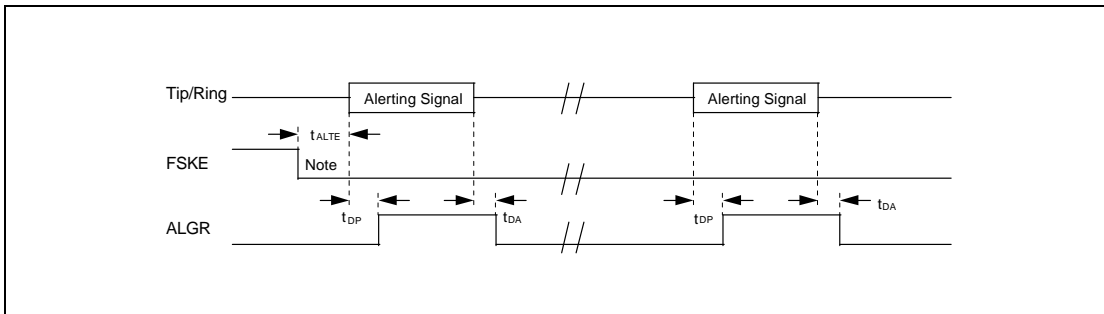 Tip/Ring Alerting Signal Alerting Signal
tALTE
FSKE Note
tDP tDA tDP tDA
ALGR